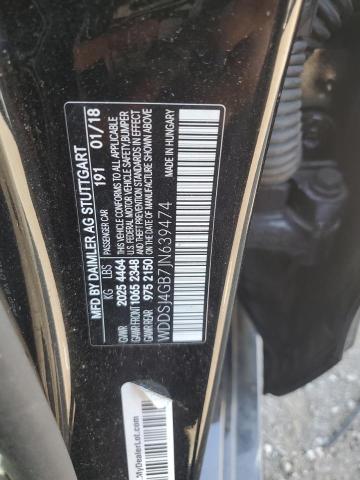 MFD BY DAIMLER AG STUTTGART
191 01/18
KG LBS PASSENGER CAR
GVWR 2025 4464 THIS VEHICLE CONFORMS TO ALL APPLICABLE
U.S. FEDERAL MOTOR VEHICLE SAFETY, BUMPER
GAWR FRONT 1065 2348 AND THEFT PREVENTION STANDARDS IN EFFECT
GAWR REAR 975 2150 ON THE DATE OF MANUFACTURE SHOWN ABOVE
WDDSJ4GB7JN639474 MADE IN HUNGARY
MyDealerLot.com